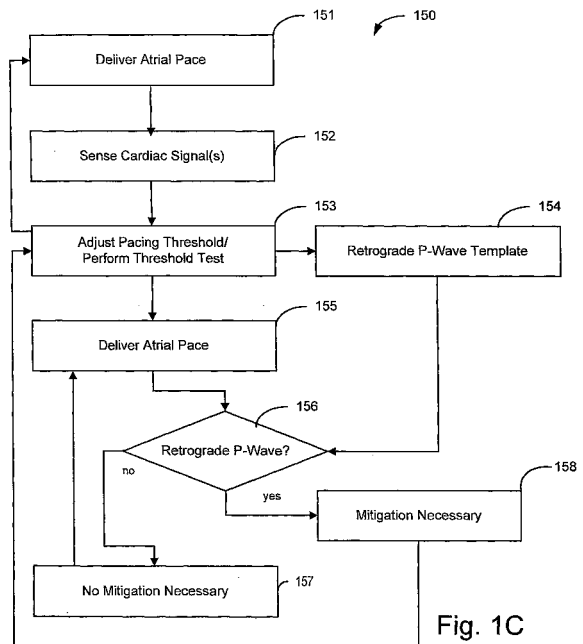 151
150
Deliver Atrial Pace
152
Sense Cardiac Signal(s)
153
154
Adjust Pacing Threshold/
Perform Threshold Test
Retrograde P-Wave Template
155
Deliver Atrial Pace
156
Retrograde P-Wave?
no
yes
158
Mitigation Necessary
No Mitigation Necessary
157
Fig. 1C